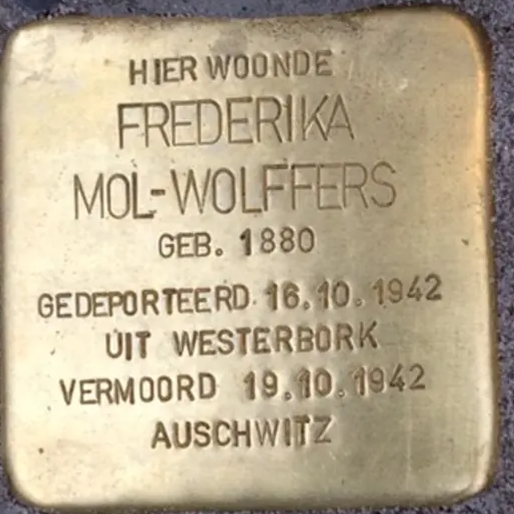 HIER WOONDE
FREDERIKA
MOL-WOLFFERS
GEB. 1880
GEDEPORTEERD 16.10.1942
UIT WESTERBORK
VERMOORD 19.10.1942
AUSCHWITZ